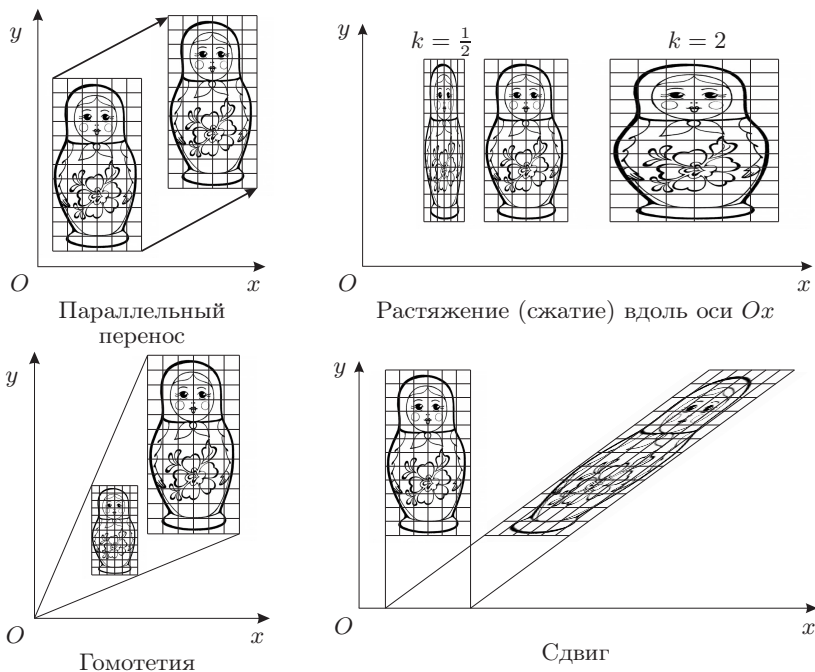 y
O
x
Параллельный
перенос
y
k = 1/2
k = 2
O
x
Растяжение (сжатие) вдоль оси Ox
y
O
x
Гомотетия
y
O
x
Сдвиг